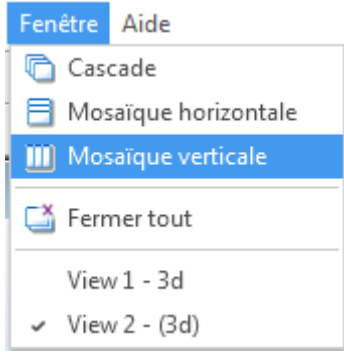 Fenêtre Aide
Cascade
Mosaïque horizontale
Mosaïque verticale
Fermer tout
View 1 - 3d
View 2 - (3d)